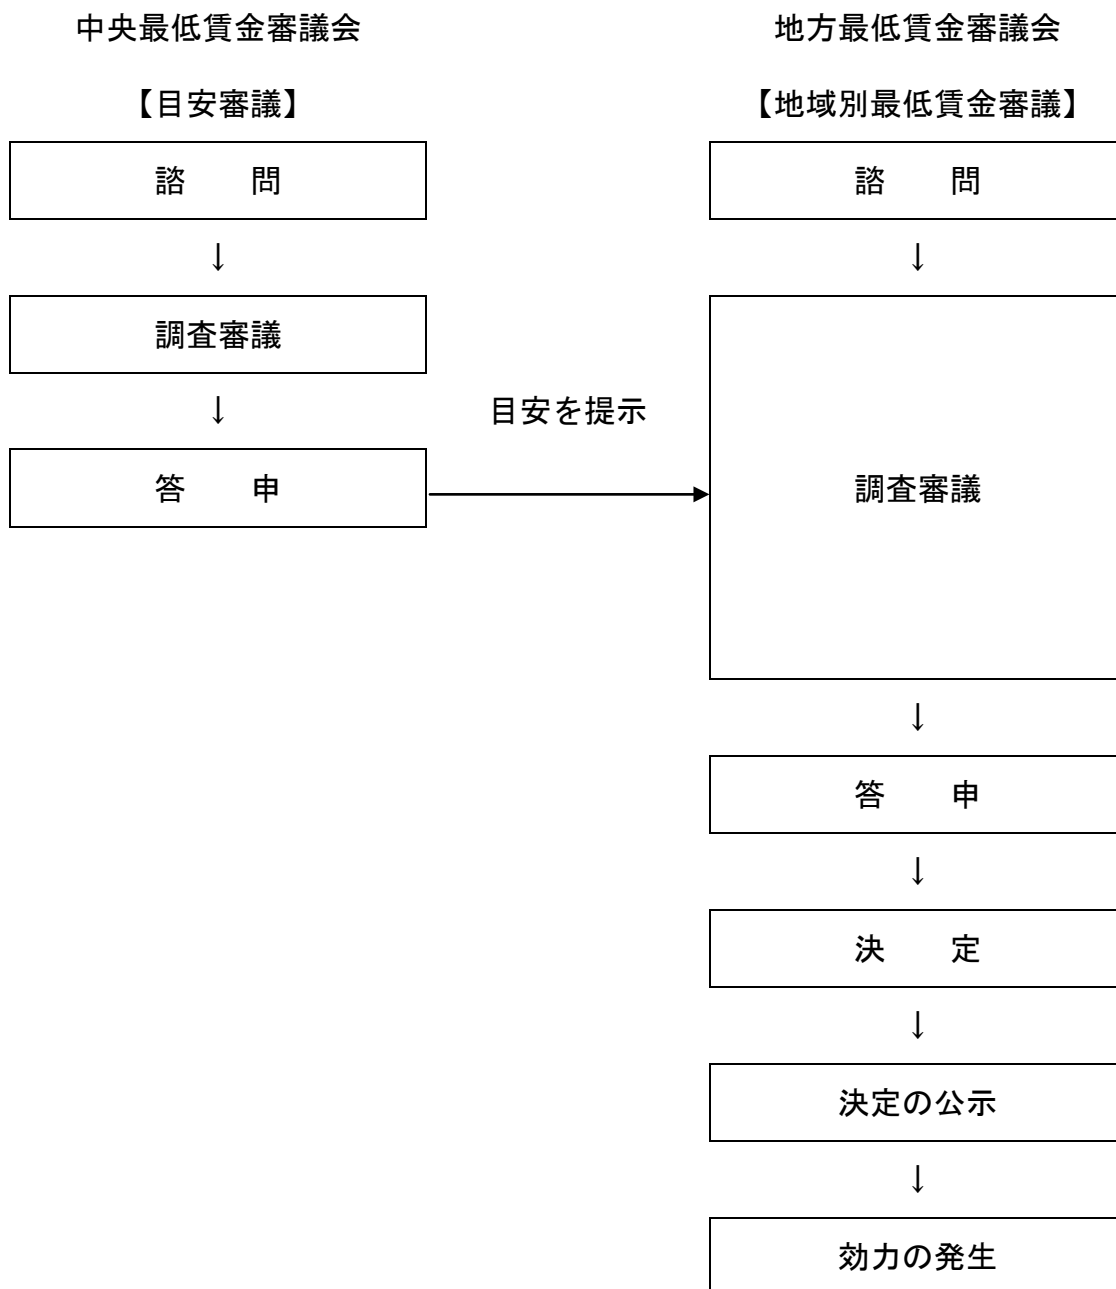 中央最低賃金審議会
【目安審議】
諮 問
↓
調査審議
↓
答 申
目安を提示
地方最低賃金審議会
【地域別最低賃金審議】
諮 問
↓
調査審議
↓
答 申
↓
決 定
↓
決定の公示
↓
効力の発生